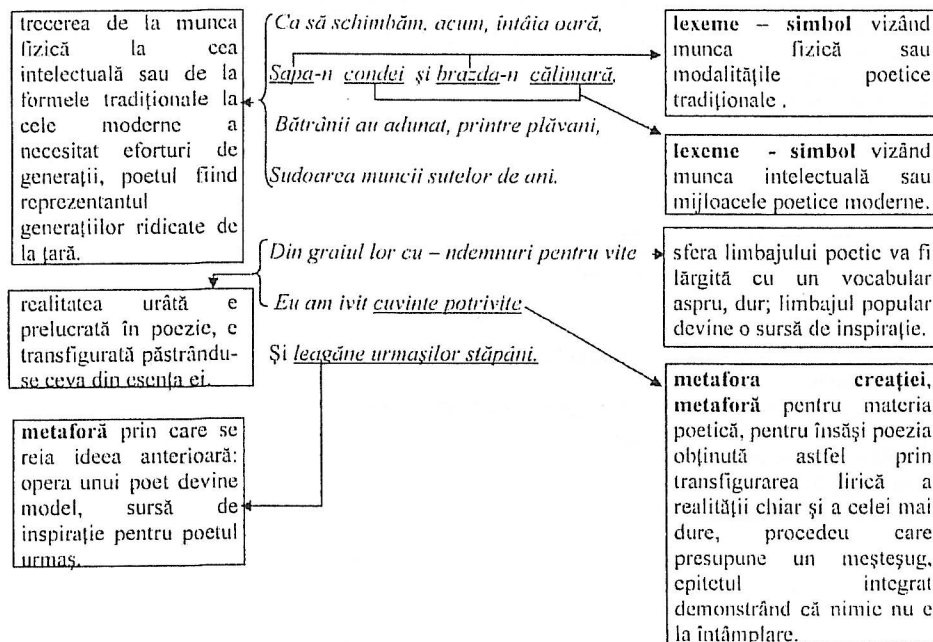 trecerea de la munca
fizică la cea
intelectuală sau de la
formele tradiționale la
cele moderne a
necesitat eforturi de
generații, poetul fiind
reprezentantul
generațiilor ridicate de
la țară.
Ca să schimbăm, acum, întâia oară,
Sapa-n condei și brazda-n călimară,
Bătrânii au adunat, printre plăvani,
Sudoarea muncii sutelor de ani.
lexeme – simbol vizând
munca fizică sau
modalitățile poetice
tradiționale .
lexeme - simbol vizând
munca intelectuală sau
mijloacele poetice moderne.
Din graiul lor cu – ndemnuri pentru vite
Eu am ivit cuvinte potrivite
Și leagăne urmașilor stăpâni.
realitatea urâtă e
prelucrată în poezie, e
transfigurată păstrându-
se ceva din esența ei.
sfera limbajului poetic va fi
lărgită cu un vocabular
aspru, dur; limbajul popular
devine o sursă de inspirație.
metaforă prin care se
reia ideea anterioară:
opera unui poet devine
model, sursă de
inspirație pentru poetul
urmaș.
metafora creației,
metaforă pentru materia
poetică, pentru însăși poezia
obținută astfel prin
transfigurarea lirică a
realității chiar și a celei mai
dure, procedeu care
presupune un meșteșug,
epitetul integrat
demonstrând că nimic nu e
la întâmplare.